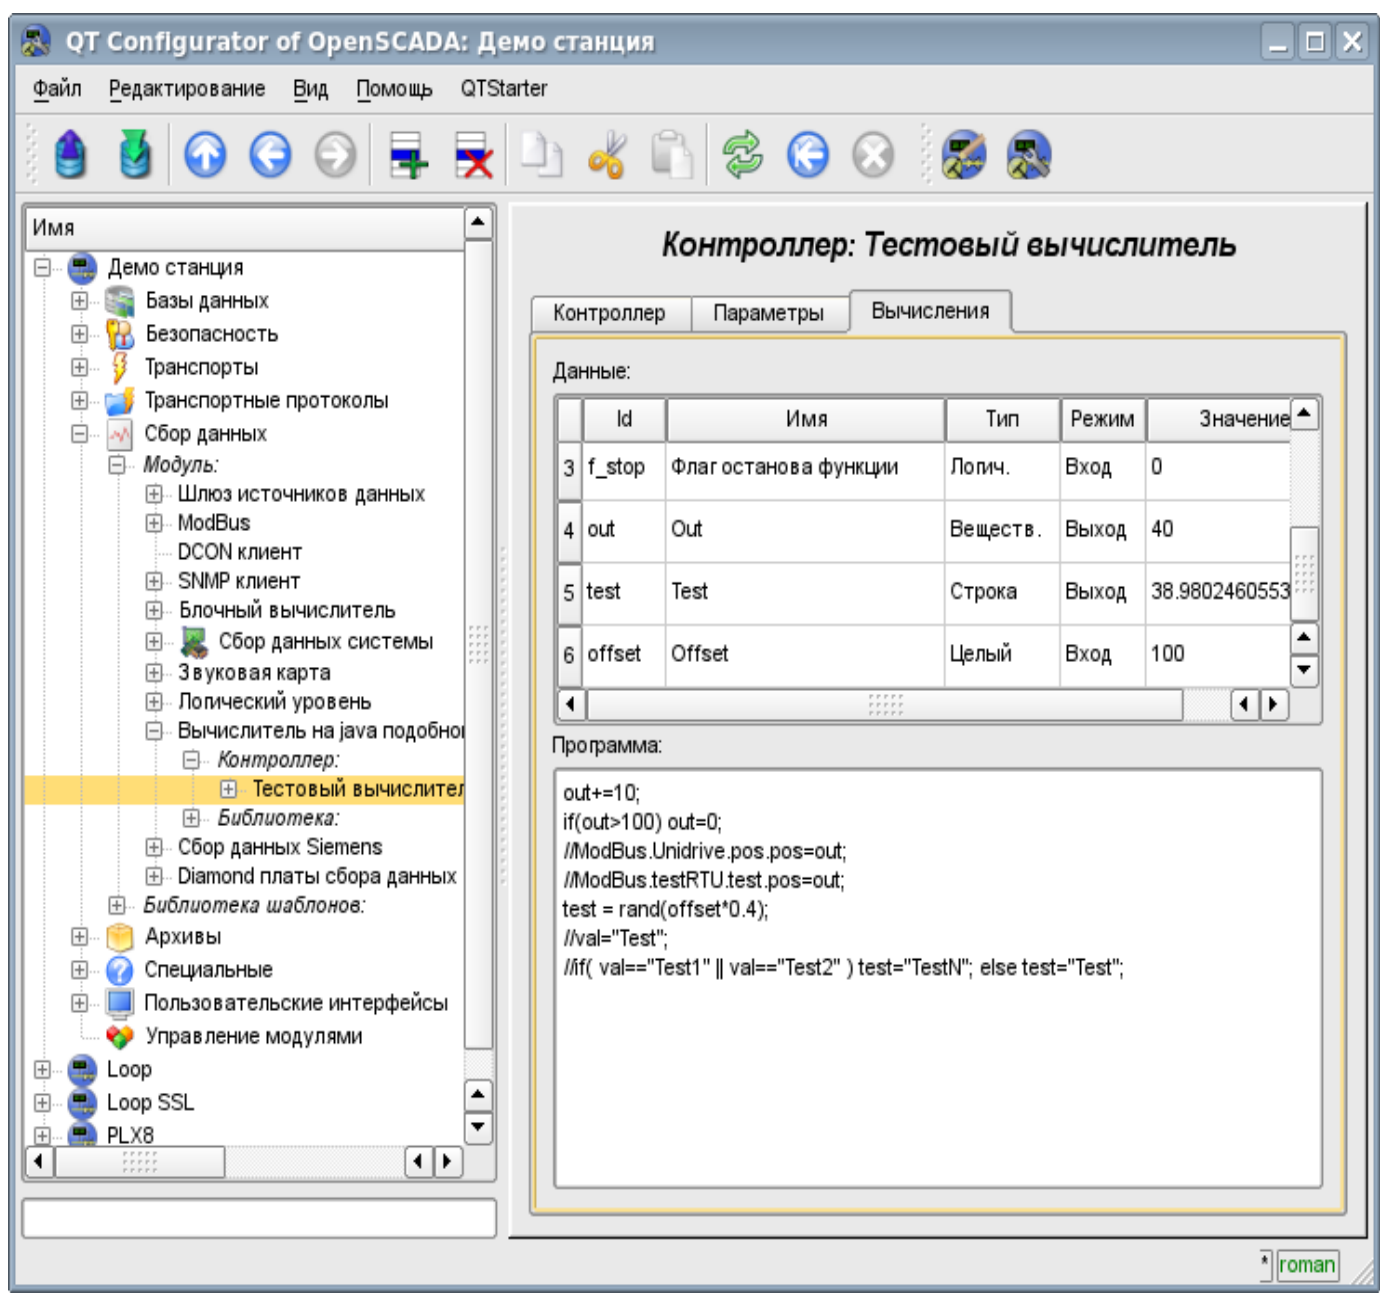 QT Configurator of OpenSCADA: Демо станция
Файл Редактирование Вид Помощь QTStarter
Имя
Демо станция
Базы данных
Безопасность
Транспорты
Транспортные протоколы
Сбор данных
Модуль:
Шлюз источников данных
ModBus
DCON клиент
SNMP клиент
Блочный вычислитель
Сбор данных системы
Звуковая карта
Логический уровень
Вычислитель на java подобно
Контроллер:
Тестовый вычислител
Библиотека:
Сбор данных Siemens
Diamond платы сбора данных
Библиотека шаблонов:
Архивы
Специальные
Пользовательские интерфейсы
Управление модулями
Loop
Loop SSL
PLX8
Контроллер: Тестовый вычислитель
Контроллер Параметры Вычисления
Данные:
Id Имя Тип Режим Значение
3 f_stop Флаг останова функции Логич. Вход 0
4 out Out Веществ. Выход 40
5 test Test Строка Выход 38.9802460553
6 offset Offset Целый Вход 100
Программа:
out+=10;
if(out>100) out=0;
//ModBus.Unidrive.pos.pos=out;
//ModBus.testRTU.test.pos=out;
test = rand(offset*0.4);
//val="Test";
//if( val=="Test1" || val=="Test2" ) test="TestN"; else test="Test";
* roman